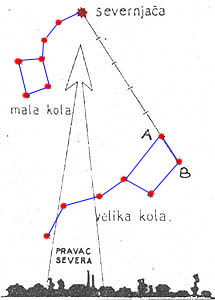 severnjača
mala kola
A
B
velika kola.
PRAVAC
SEVERA